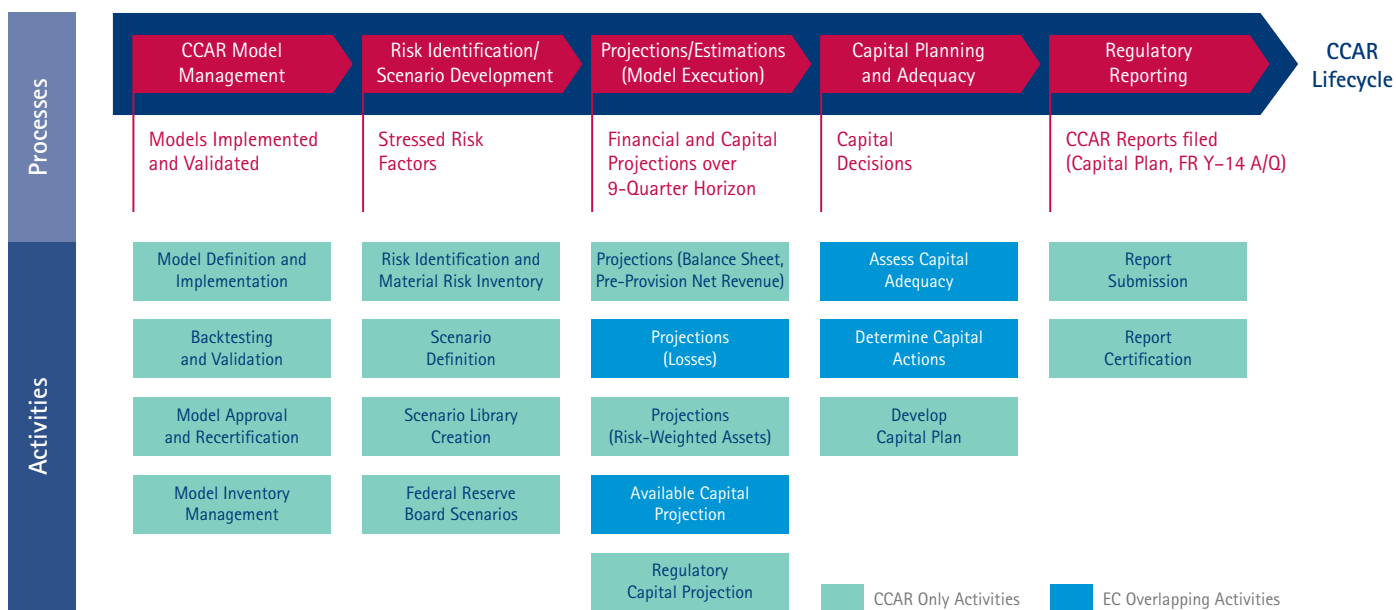 Processes
CCAR Model
Management
Risk Identification/
Scenario Development
Projections/Estimations
(Model Execution)
Capital Planning
and Adequacy
Regulatory
Reporting
CCAR
Lifecycle
Models Implemented
and Validated
Stressed Risk
Factors
Financial and Capital
Projections over
9-Quarter Horizon
Capital
Decisions
CCAR Reports filed
(Capital Plan, FR Y–14 A/Q)
Activities
Model Definition and
Implementation
Backtesting
and Validation
Model Approval
and Recertification
Model Inventory
Management
Risk Identification and
Material Risk Inventory
Scenario
Definition
Scenario Library
Creation
Federal Reserve
Board Scenarios
Projections (Balance Sheet,
Pre-Provision Net Revenue)
Projections
(Losses)
Projections
(Risk-Weighted Assets)
Available Capital
Projection
Regulatory
Capital Projection
Assess Capital
Adequacy
Determine Capital
Actions
Develop
Capital Plan
Report
Submission
Report
Certification
CCAR Only Activities
EC Overlapping Activities